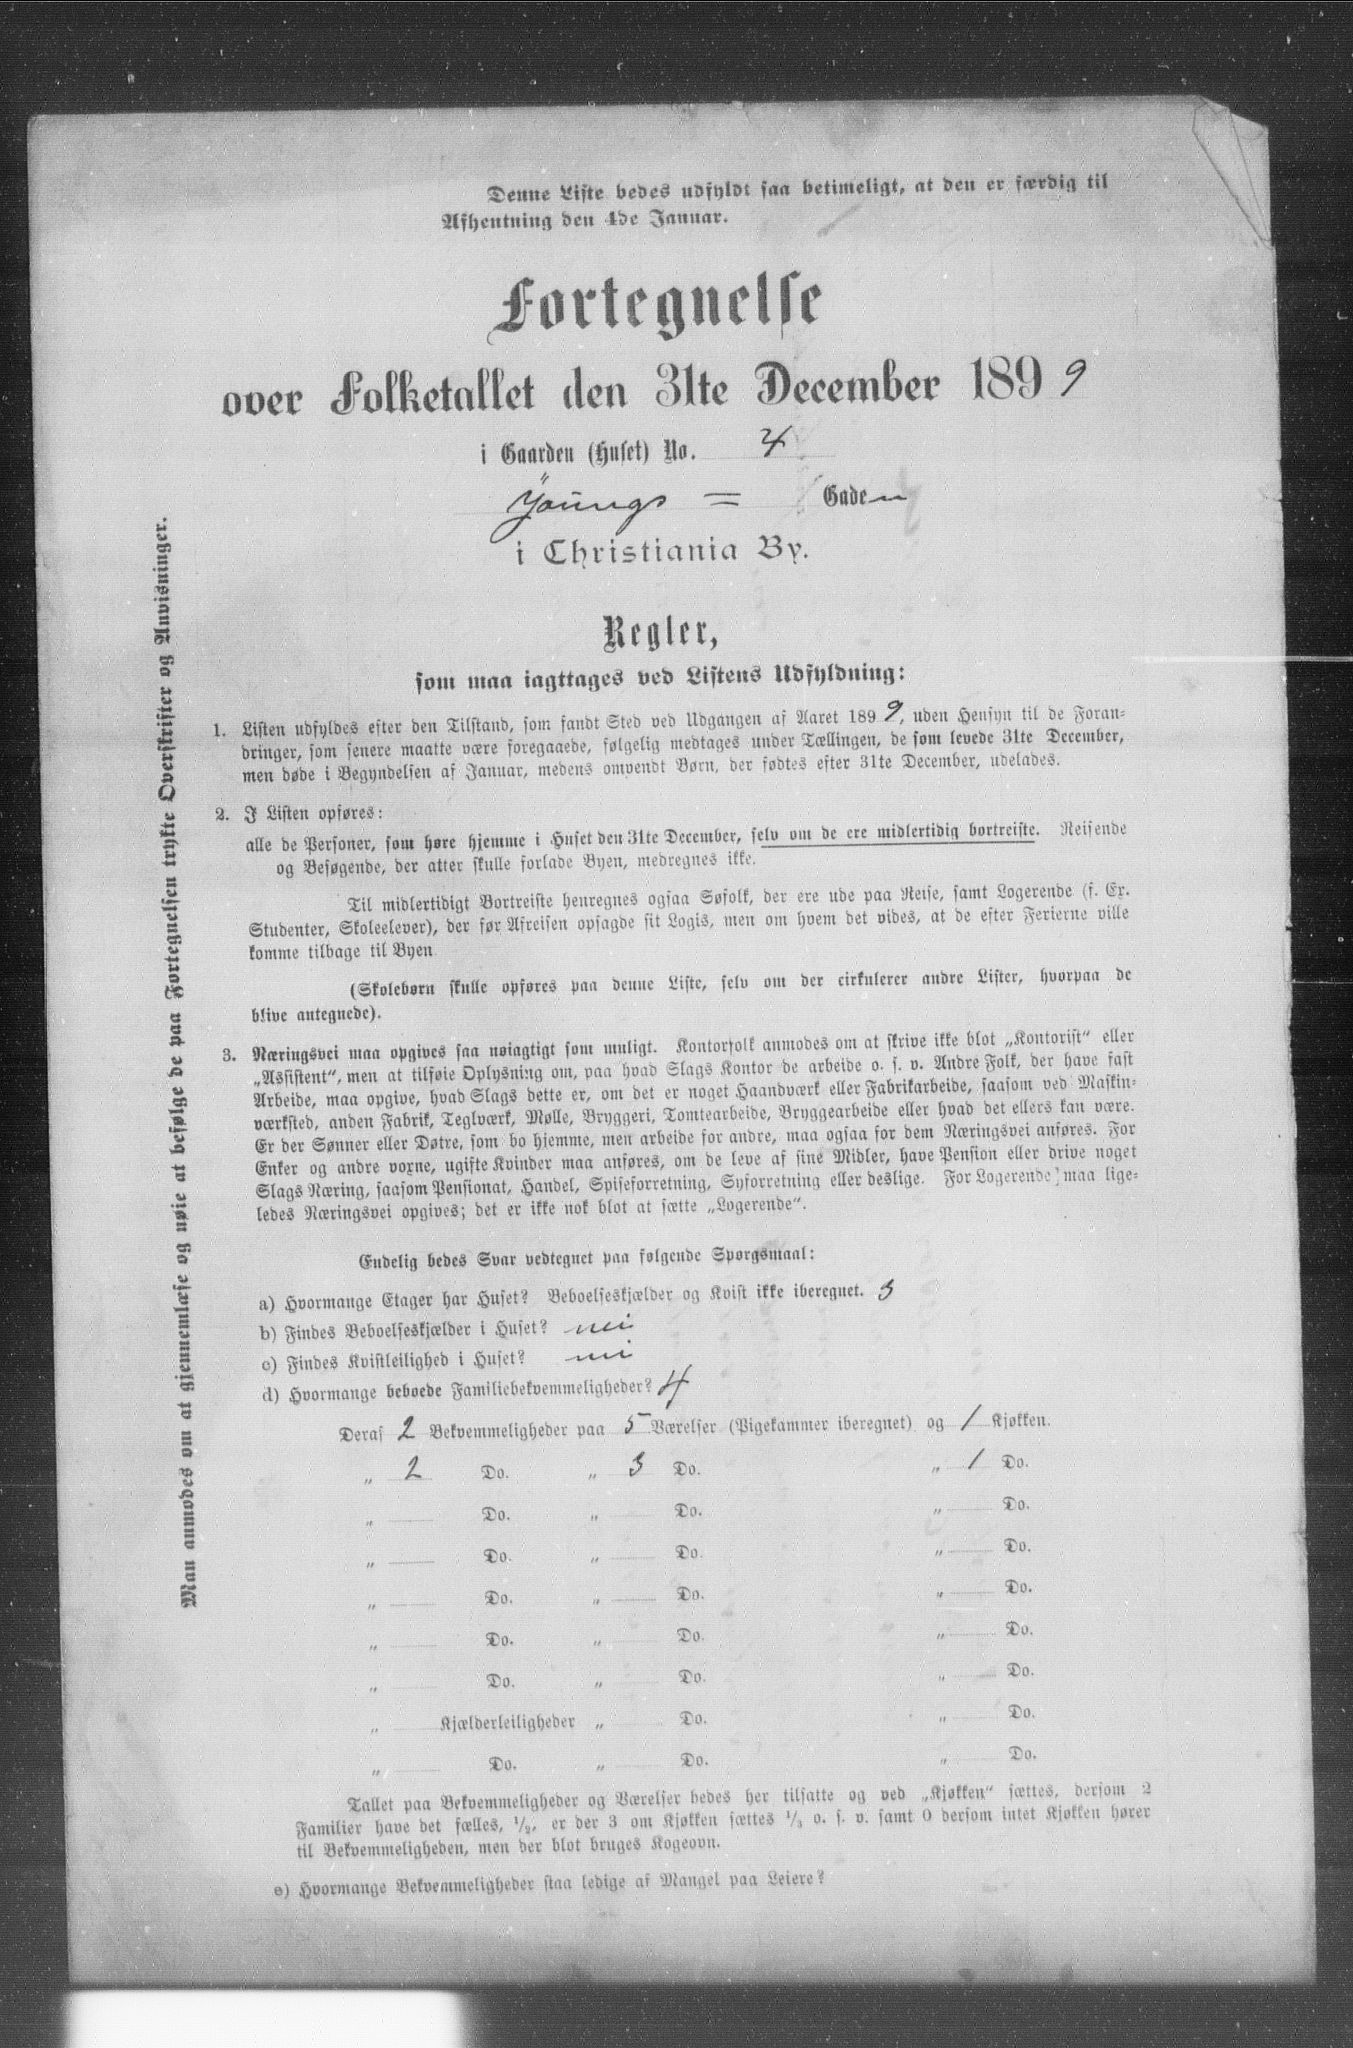 Denne Liste bedes udfyldt saa betimeligt, at den er færdig til
Afhentning den 4de Januar.
Fortegnelse
over Folketallet den 31te December 1899
i Gaarden (Huset) No. 4
Youngs = Gaden
i Christiania By.
Regler,
som maa iagttages ved Listens Udfyldning:
1. Listen udfyldes efter den Tilstand, som fandt Sted ved Udgangen af Aaret 1899, uden Hensyn til de Foran-
dringer, som senere maatte være foregaaede, følgelig medtages under Tællingen, de som levede 31te December,
men døde i Begyndelsen af Januar, medens omvendt Børn, der fødtes efter 31te December, udelades.
2. I Listen opføres:
alle de Personer, som høre hjemme i Huset den 31te December, selv om de ere midlertidig bortreiste. Reisende
og Besøgende, der atter skulle forlade Byen, medregnes ikke.
Til midlertidigt Bortreiste henregnes ogsaa Søfolk, der ere ude paa Reise, samt Logerende (f. Ex.
Studenter, Skoleelever), der før Afreisen opsagde sit Logis, men om hvem det vides, at de efter Ferierne ville
komme tilbage til Byen.
(Skolebørn skulle opføres paa denne Liste, selv om der cirkulerer andre Lister, hvorpaa de
blive antegnede).
3. Næringsvei maa opgives saa nøiagtigt som muligt. Kontorfolk anmodes om at skrive ikke blot „Kontorist“ eller
„Assistent“, men at tilføie Oplysning om, paa hvad Slags Kontor de arbeide o. s. v. Andre Folk, der have fast
Arbeide, maa opgive, hvad Slags dette er, om det er noget Haandværk eller Fabrikarbeide, saasom ved Maskin-
værksted, anden Fabrik, Teglværk, Mølle, Bryggeri, Tomtearbeide, Bryggearbeide eller hvad det ellers kan være.
Er der Sønner eller Døtre, som bo hjemme, men arbeide for andre, maa ogsaa for dem Næringsvei anføres. For
Enker og andre voxne, ugifte Kvinder maa anføres, om de leve af sine Midler, have Pension eller drive noget
Slags Næring, saasom Pensionat, Handel, Spiseforretning, Syforretning eller deslige. For Logerende maa lige-
ledes Næringsvei opgives; det er ikke nok blot at sætte „Logerende“.
Endelig bedes Svar vedtegnet paa følgende Spørgsmaal:
a) Hvormange Etager har Huset? Beboelseskjælder og Kvist ikke iberegnet. 3
b) Findes Beboelseskjælder i Huset? nei
c) Findes Kvistleilighed i Huset? nei
d) Hvormange beboede Familiebekvemmeligheder? 4
Deraf 2 Bekvemmeligheder paa 5 Værelser (Pigekammer iberegnet) og 1 Kjøkken.
„ 2 Do. „ 3 Do. „ 1 Do.
„ Do. „ Do. „ Do.
„ Do. „ Do. „ Do.
„ Do. „ Do. „ Do.
„ Do. „ Do. „ Do.
„ Do. „ Do. „ Do.
„ Kjælderleiligheder „ Do. „ Do.
„ Do. „ Do. „ Do.
Tallet paa Bekvemmeligheder og Værelser bedes her tilsatte og ved „Kjøkken“ sættes, dersom 2
Familier have det fælles, 1/2, er der 3 om Kjøkken sættes 1/3 o. s. v. samt 0 dersom intet Kjøkken hører
til Bekvemmeligheden, men der blot bruges Kogeovn.
e) Hvormange Bekvemmeligheder staa ledige af Mangel paa Leiere?
Man anmodes om at gjennemlæse og nøie at befølge de paa Fortegnelsen trykte Overskrifter og Anvisninger.